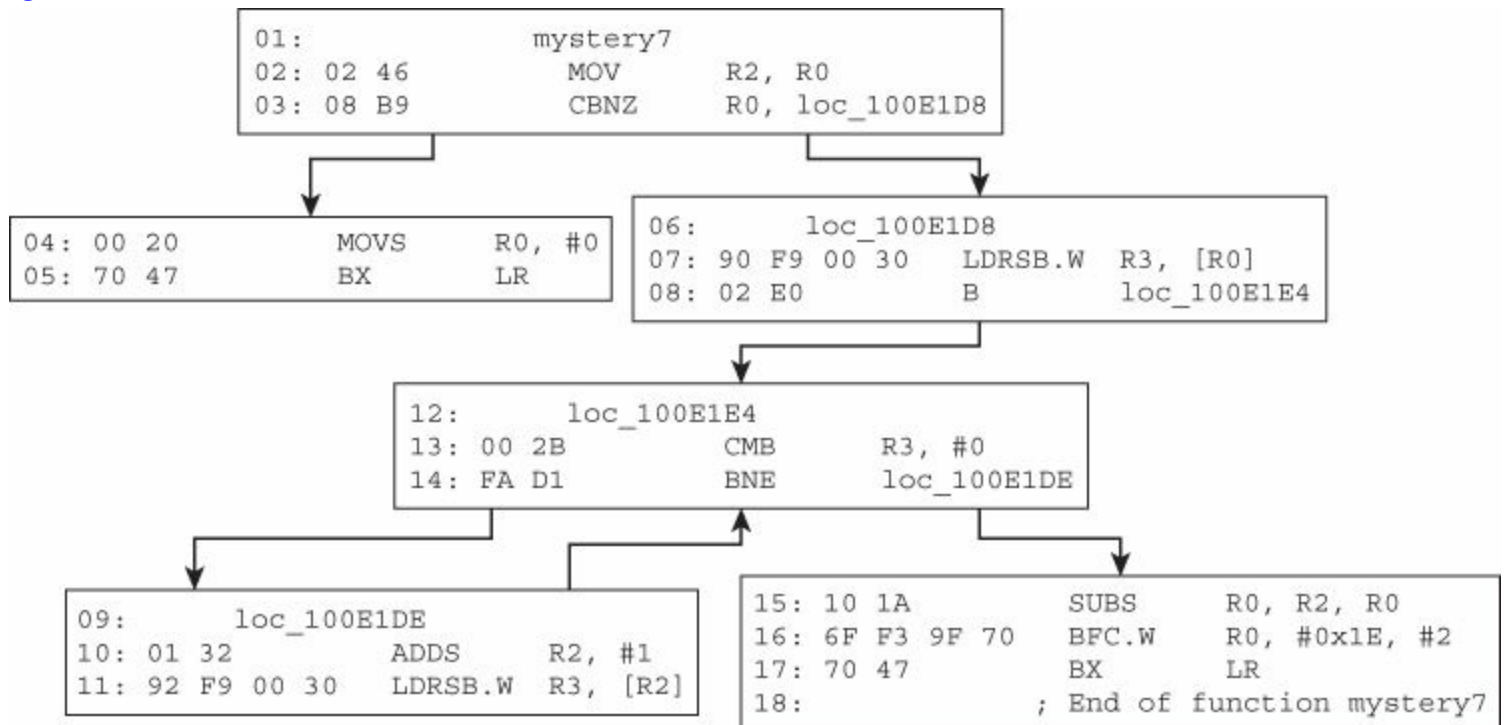 01: mystery7
02: 02 46 MOV R2, R0
03: 08 B9 CBNZ R0, loc_100E1D8
04: 00 20 MOVS R0, #0
05: 70 47 BX LR
06: loc_100E1D8
07: 90 F9 00 30 LDRSB.W R3, [R0]
08: 02 E0 B loc_100E1E4
12: loc_100E1E4
13: 00 2B CMB R3, #0
14: FA D1 BNE loc_100E1DE
09: loc_100E1DE
10: 01 32 ADDS R2, #1
11: 92 F9 00 30 LDRSB.W R3, [R2]
15: 10 1A SUBS R0, R2, R0
16: 6F F3 9F 70 BFC.W R0, #0x1E, #2
17: 70 47 BX LR
18: ; End of function mystery7